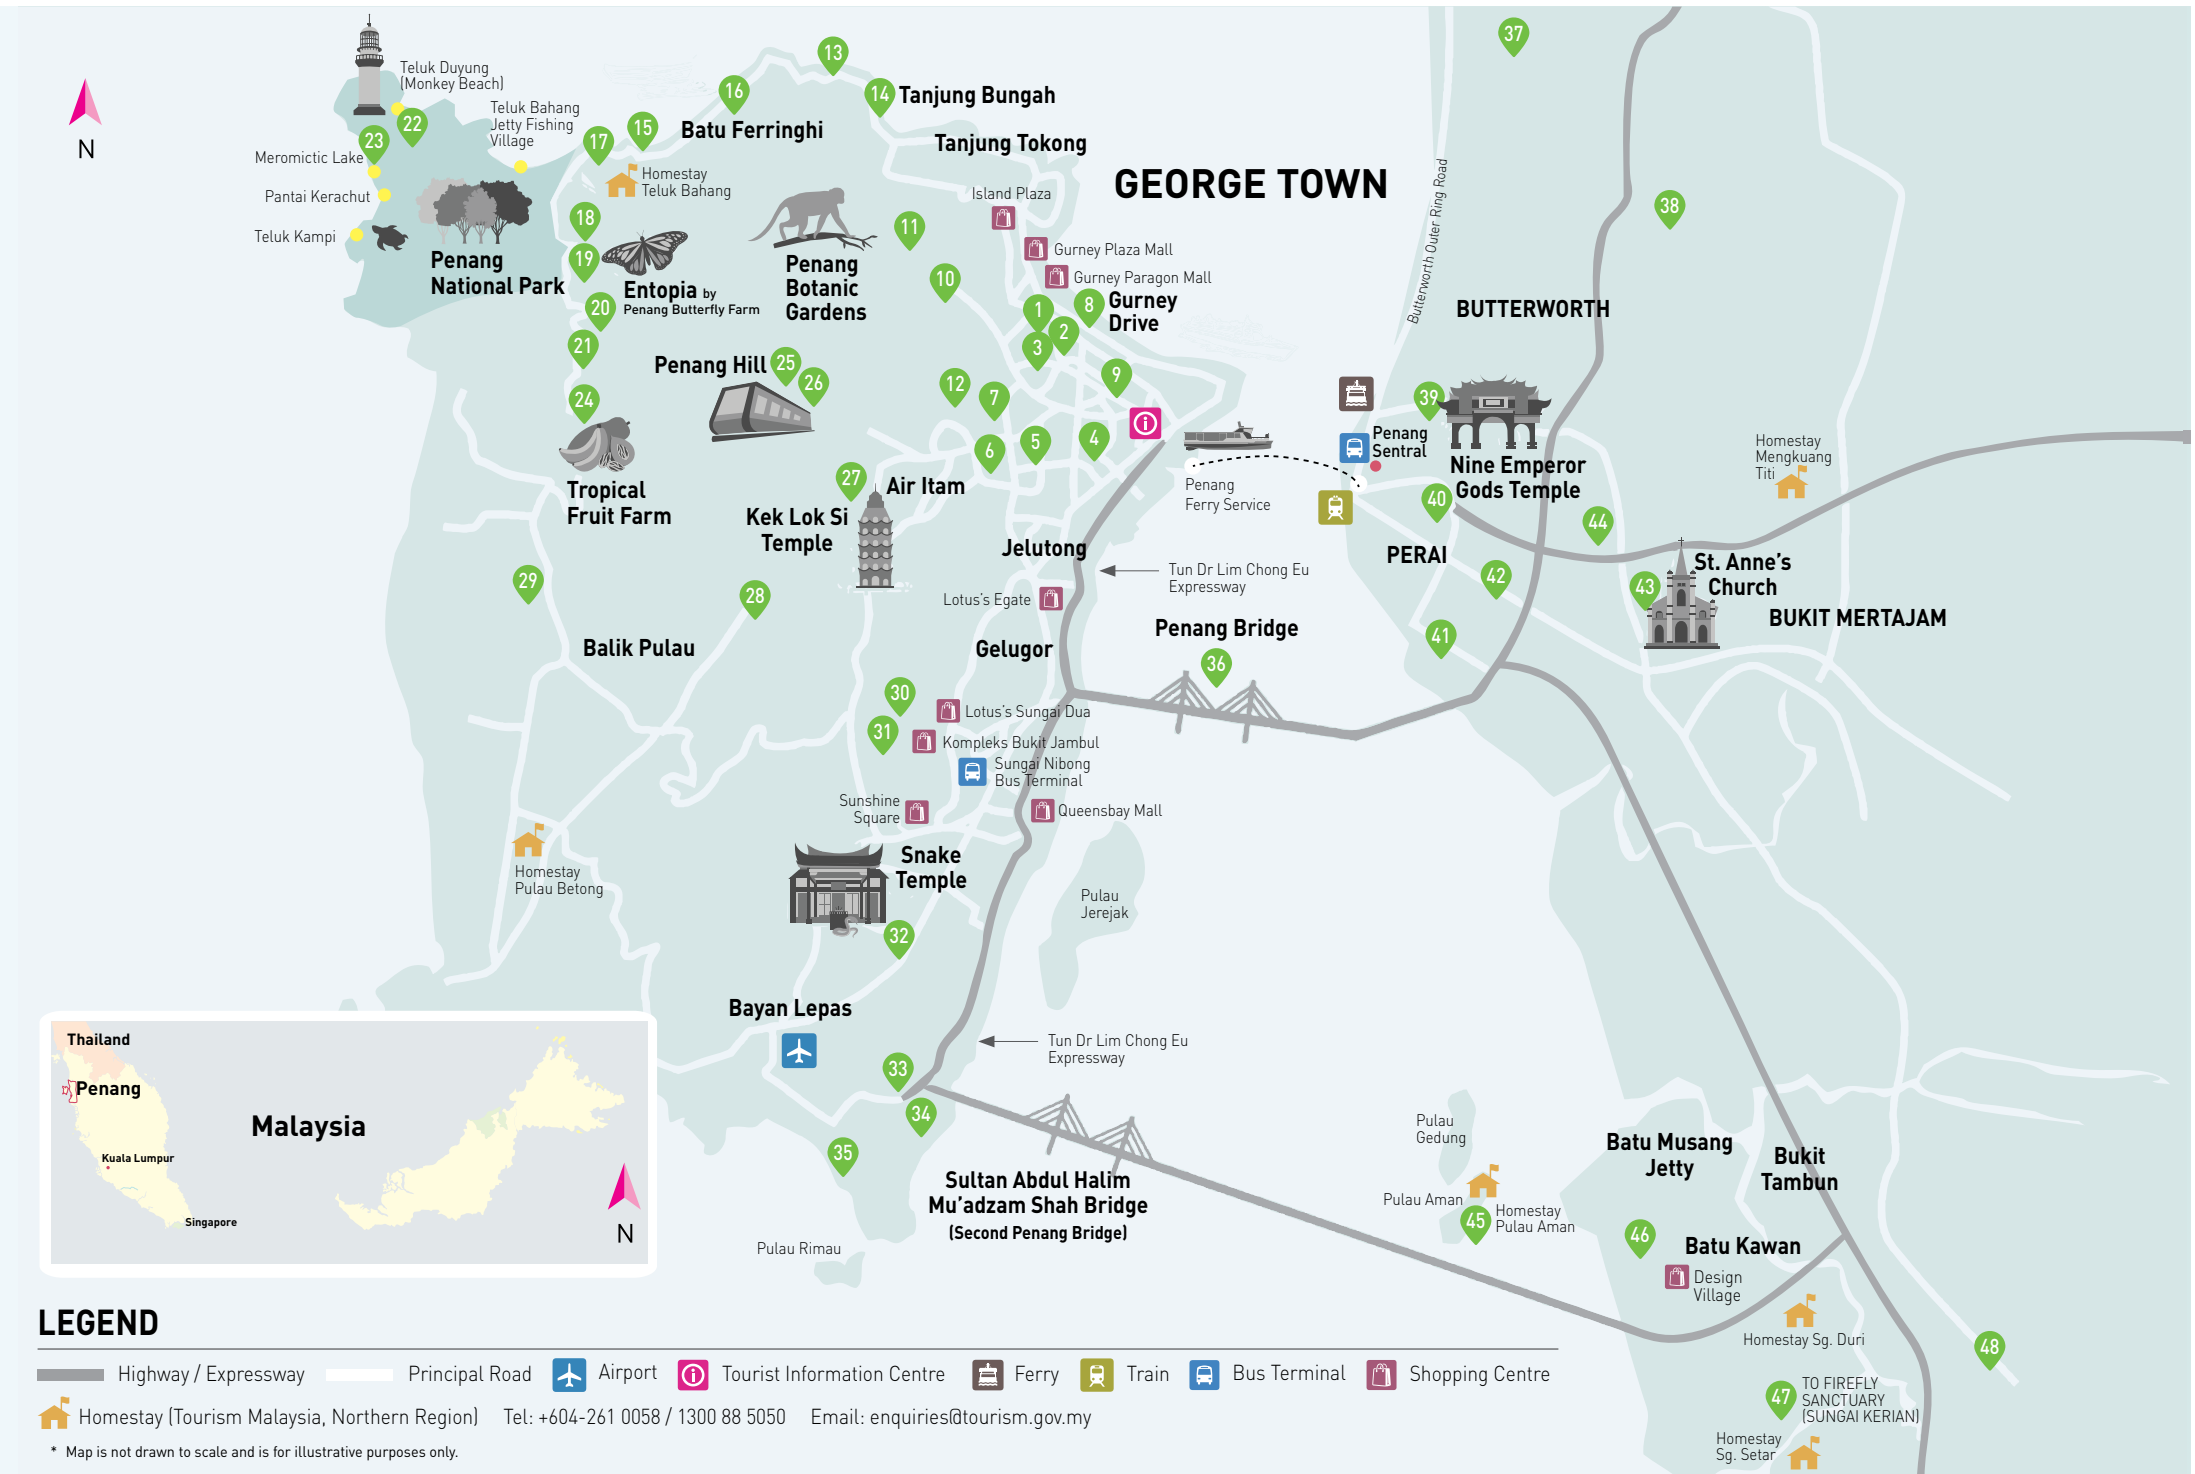 GEORGE TOWN
Teluk Duyung
(Monkey Beach)
Teluk Bahang
Jetty Fishing
Village
N
Meromictic Lake
Pantai Kerachut
Teluk Kampi
Penang
National Park
22
23
17
15
16
13
14
Tanjung Bungah
Batu Ferringhi
Tanjung Tokong
Homestay
Teluk Bahang
Island Plaza
Gurney Plaza Mall
Gurney Paragon Mall
18
19
20
21
24
Entopia by
Penang Butterfly Farm
Penang
Botanic
Gardens
11
10
1
2
3
8
Gurney
Drive
9
Penang Hill
25
26
12
7
6
5
4
Tropical
Fruit Farm
27
Air Itam
Kek Lok Si
Temple
Jelutong
Penang
Ferry Service
Tun Dr Lim Chong Eu
Expressway
Lotus's Egate
29
28
Balik Pulau
Gelugor
Penang Bridge
36
30
31
Lotus's Sungai Dua
Kompleks Bukit Jambul
Sungai Nibong
Bus Terminal
Sunshine
Square
Queensbay Mall
Homestay
Pulau Betong
Snake
Temple
32
Pulau
Jerejak
Bayan Lepas
33
34
35
Tun Dr Lim Chong Eu
Expressway
Sultan Abdul Halim
Mu'adzam Shah Bridge
(Second Penang Bridge)
Pulau Rimau
37
38
Butterworth Outer Ring Road
BUTTERWORTH
39
Penang
Sentral
Nine Emperor
Gods Temple
40
PERAI
42
41
44
43
Homestay
Mengkuang
Titi
St. Anne's
Church
BUKIT MERTAJAM
Pulau
Gedung
Pulau Aman
45
Homestay
Pulau Aman
Batu Musang
Jetty
Bukit
Tambun
46
Batu Kawan
Design
Village
Homestay Sg. Duri
48
47
TO FIREFLY
SANCTUARY
(SUNGAI KERIAN)
Homestay
Sg. Setar
Thailand
Penang
Malaysia
Kuala Lumpur
Singapore
N
LEGEND
Highway / Expressway
Principal Road
Airport
Tourist Information Centre
Ferry
Train
Bus Terminal
Shopping Centre
Homestay (Tourism Malaysia, Northern Region) Tel: +604-261 0058 / 1300 88 5050 Email: enquiries@tourism.gov.my
* Map is not drawn to scale and is for illustrative purposes only.